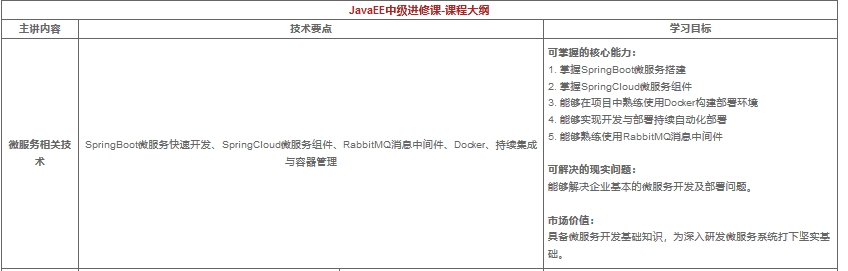 JavaEE中级进修课-课程大纲
主讲内容
技术要点
学习目标
微服务相关技
术
SpringBoot微服务快速开发、SpringCloud微服务组件、RabbitMQ消息中间件、Docker、持续集成
与容器管理
可掌握的核心能力：
1. 掌握SpringBoot微服务搭建
2. 掌握SpringCloud微服务组件
3. 能够在项目中熟练使用Docker构建部署环境
4. 能够实现开发与部署持续自动化部署
5. 能够熟练使用RabbitMQ消息中间件
可解决的现实问题：
能够解决企业基本的微服务开发及部署问题。
市场价值：
具备微服务开发基础知识，为深入研发微服务系统打下坚实基
础。